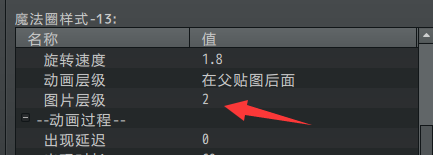 魔法圈样式-13:
名称 值
旋转速度 1.8
动画层级 在父贴图后面
图片层级 2
--动画过程--
出现延迟 0